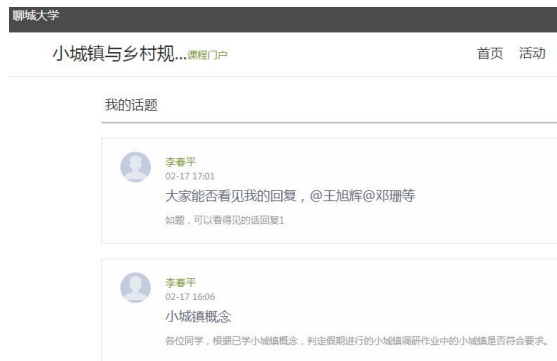 聊城大学
小城镇与乡村规...课程门户
首页 活动
我的话题
李春平
02-17 17:01
大家能否看见我的回复，@王旭辉@邓珊等
如题，可以看得见的话回复1
李春平
02-17 16:06
小城镇概念
各位同学，根据已学小城镇概念，判定假期进行的小城镇调研作业中的小城镇是否符合要求。